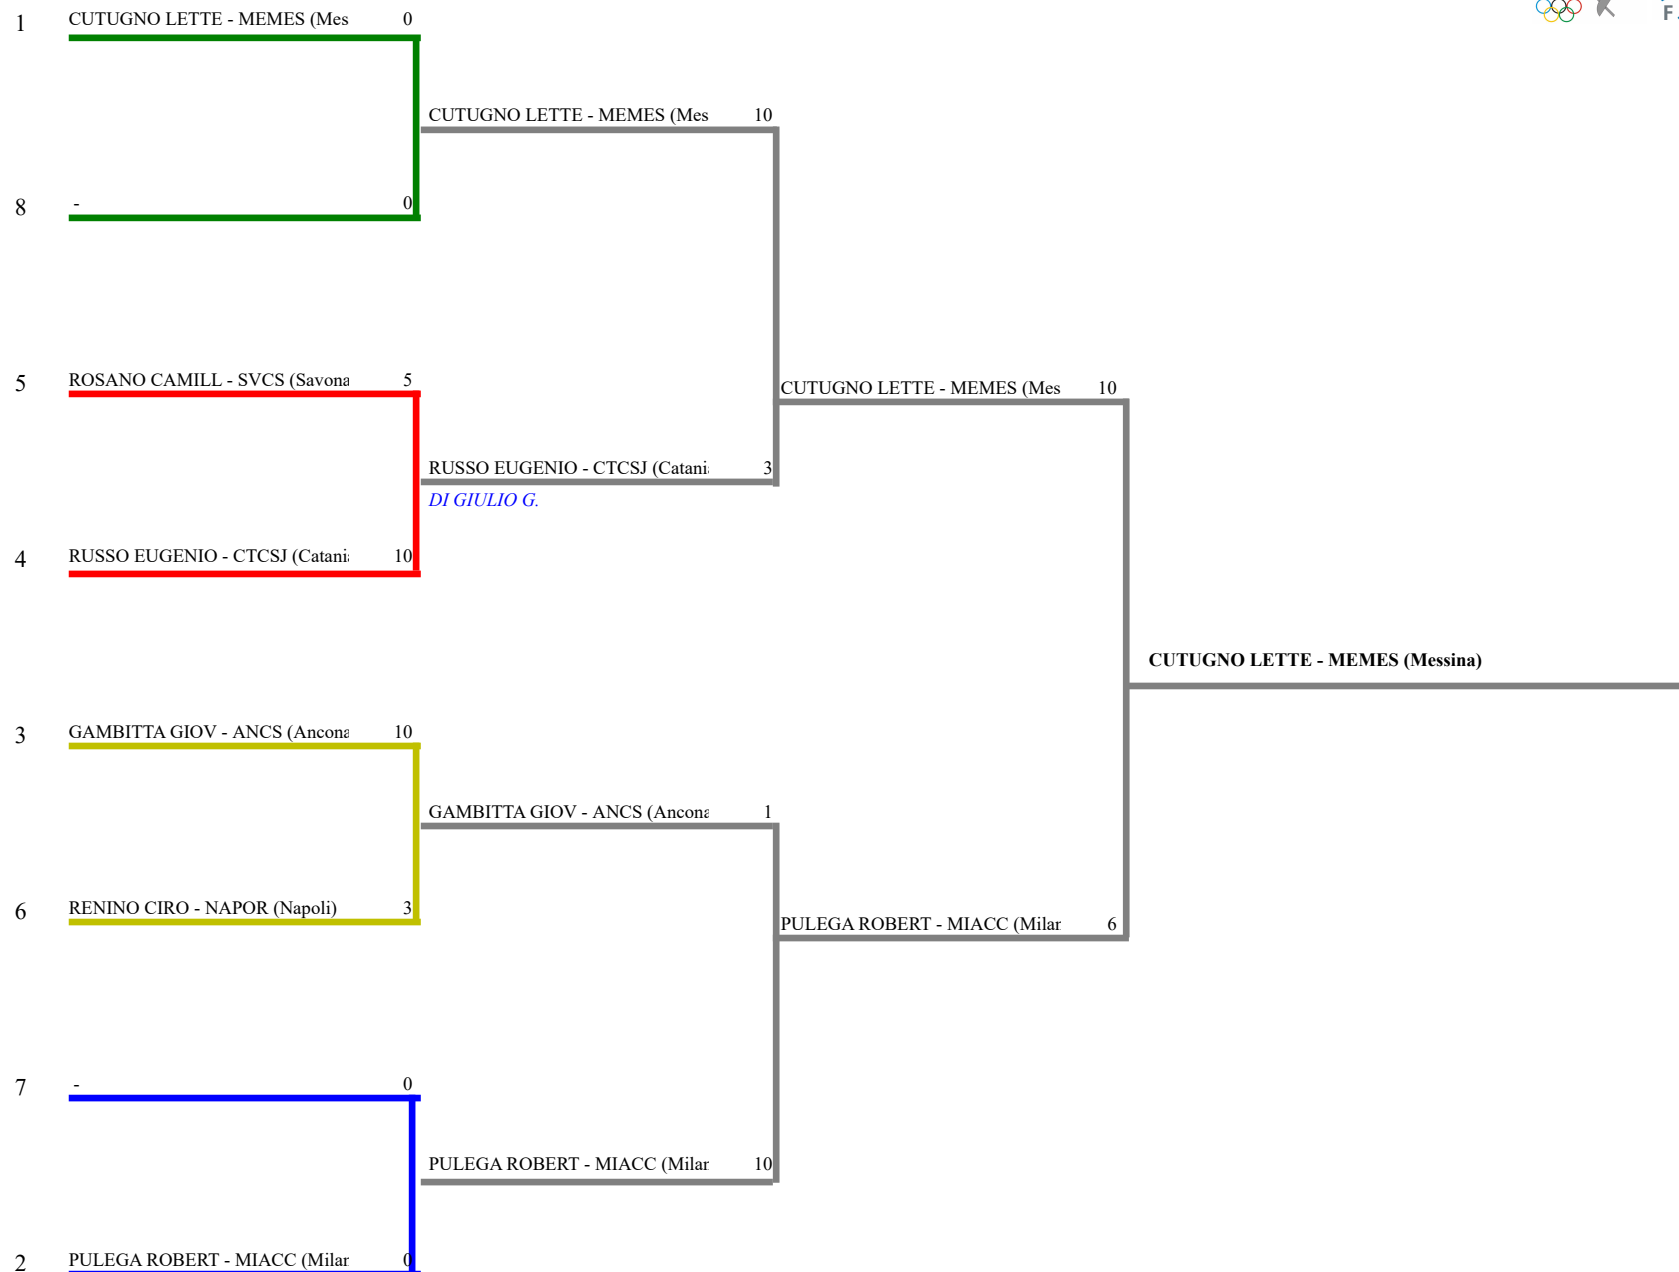 1 CUTUGNO LETTE - MEMES (Mes 0
CUTUGNO LETTE - MEMES (Mes 10
8 - 0
5 ROSANO CAMILL - SVCS (Savona 5
CUTUGNO LETTE - MEMES (Mes 10
RUSSO EUGENIO - CTCSJ (Catani 3
DI GIULIO G.
4 RUSSO EUGENIO - CTCSJ (Catani 10
CUTUGNO LETTE - MEMES (Messina)
3 GAMBITTA GIOV - ANCS (Ancona 10
GAMBITTA GIOV - ANCS (Ancona 1
6 RENINO CIRO - NAPOR (Napoli) 3
PULEGA ROBERT - MIACC (Milan 6
7 - 0
PULEGA ROBERT - MIACC (Milan 10
2 PULEGA ROBERT - MIACC (Milan 0